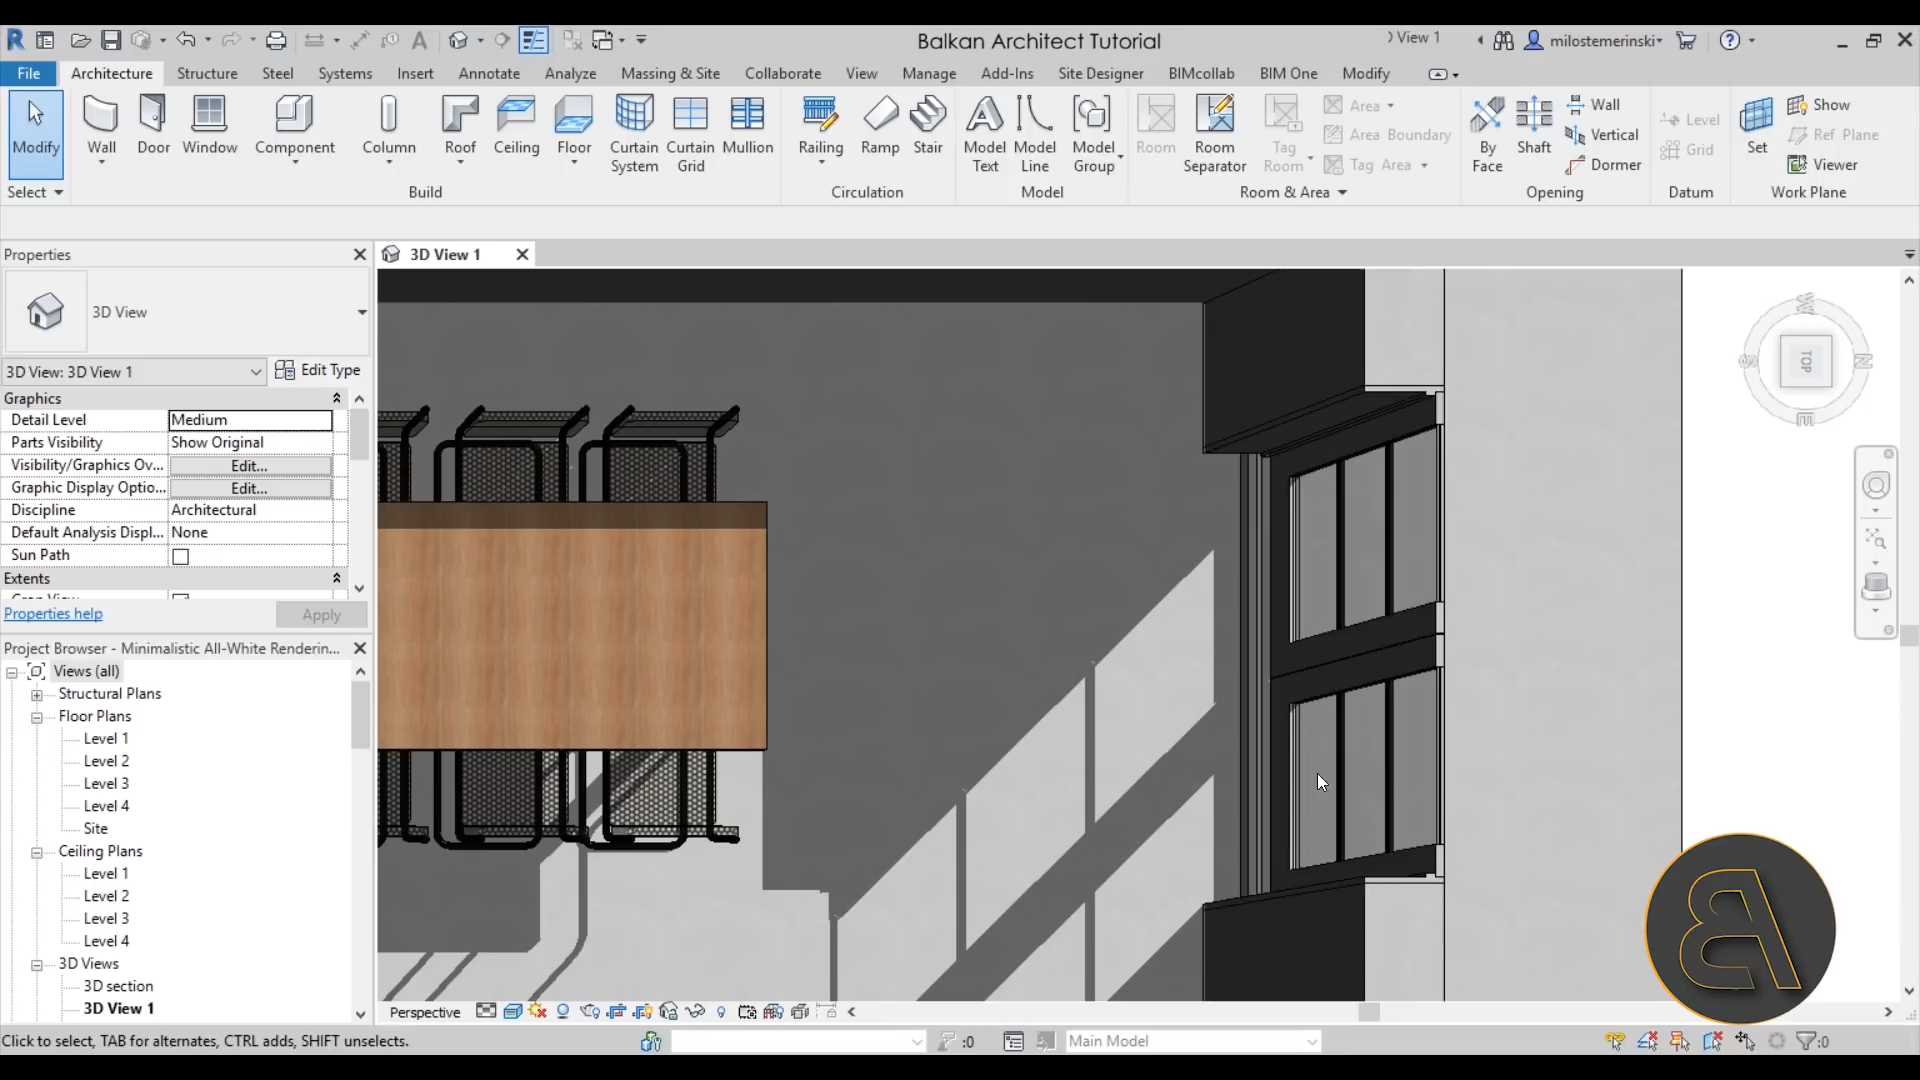 Balkan Architect Tutorial
View 1
milostemerinski
File Architecture Structure Steel Systems Insert Annotate Analyze Massing & Site Collaborate View Manage Add-Ins Site Designer BIMcollab BIM One Modify
Modify Wall Door Window Component Column Roof Ceiling Floor Curtain System Curtain Grid Mullion Railing Ramp Stair Model Text Model Line Model Group Room Room Separator Tag Room
Area
Area Boundary
Tag Area
By Face Shaft
Wall
Vertical
Dormer
Level
Grid
Set
Show
Ref Plane
Viewer
Select Build Circulation Model Room & Area Opening Datum Work Plane
Properties
3D View 1
3D View
3D View: 3D View 1 Edit Type
Graphics
Detail Level Medium
Parts Visibility Show Original
Visibility/Graphics Ov... Edit...
Graphic Display Optio... Edit...
Discipline Architectural
Default Analysis Displ... None
Sun Path
Extents
Properties help Apply
Project Browser - Minimalistic All-White Renderin...
Views (all)
Structural Plans
Floor Plans
Level 1
Level 2
Level 3
Level 4
Site
Ceiling Plans
Level 1
Level 2
Level 3
Level 4
3D Views
3D section
3D View 1
TOP
W
S
N
E
Perspective
Click to select, TAB for alternates, CTRL adds, SHIFT unselects.
:0
Main Model
:0